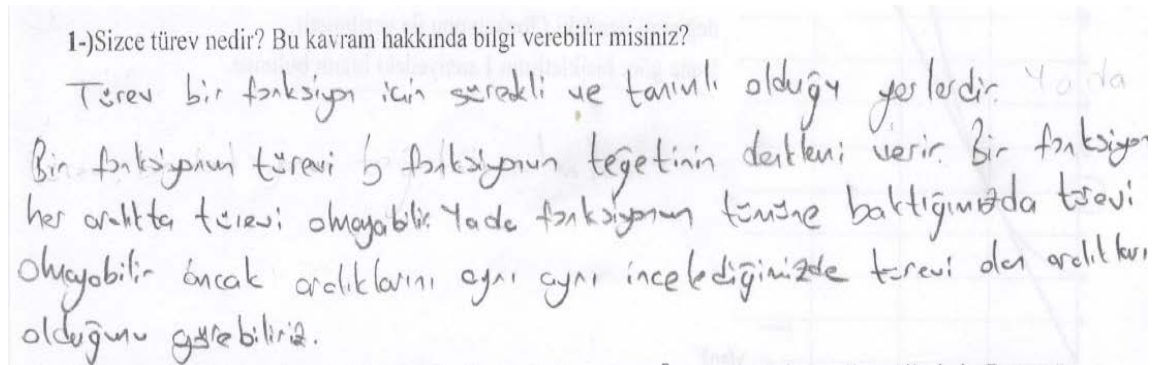 1-)Sizce türev nedir? Bu kavram hakkında bilgi verebilir misiniz?
Türev bir fonksiyon için sürekli ve tanımlı olduğu yerlerdir. Ya da
Bir fonksiyonun türevi o fonksiyonun teğetinin denklemi verir. Bir fonksiyon
her aralıkta türevi olmayabilir. Yada fonksiyonun tümüne baktığımızda türevi
olmayabilir ancak aralıklarını ayrı ayrı incelediğimizde türevi olan aralıkları
olduğunu görebiliriz.